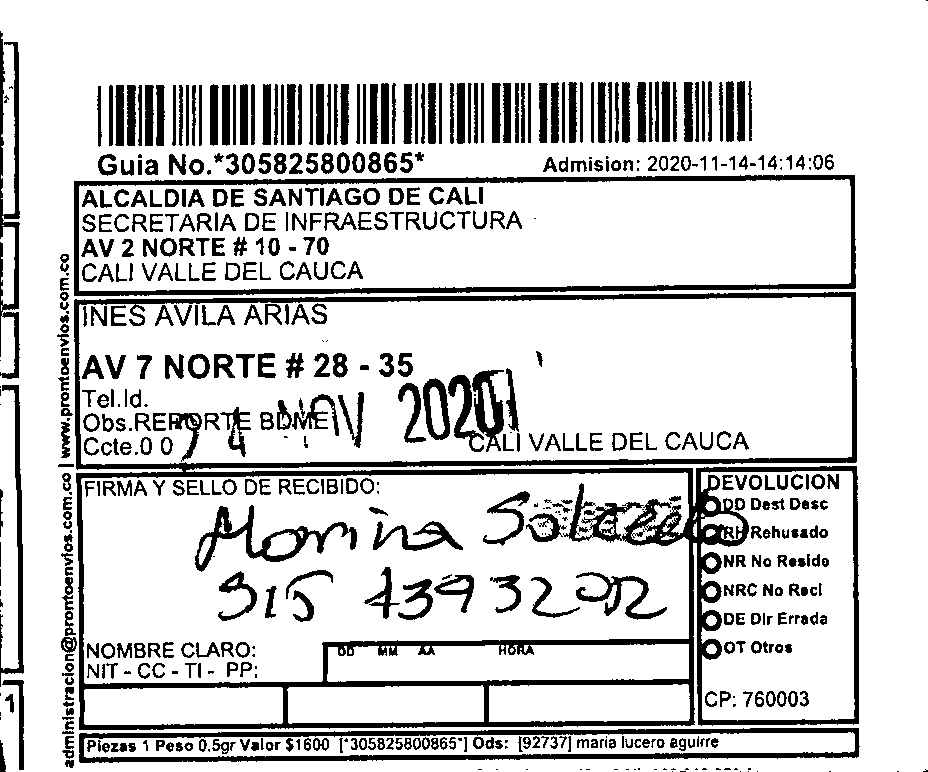 Guia No.*305825800865* Admision: 2020-11-14-14:14:06
ALCALDIA DE SANTIAGO DE CALI
SECRETARIA DE INFRAESTRUCTURA
AV 2 NORTE # 10 - 70
CALI VALLE DEL CAUCA
INES AVILA ARIAS
AV 7 NORTE # 28 - 35
Tel.Id.
Obs.REPORTE BDME
NOV 2020
Ccte.0 0
CALI VALLE DEL CAUCA
FIRMA Y SELLO DE RECIBIDO:
315 4393202
NOMBRE CLARO:
DD MM AA HORA
NIT - CC - TI - PP:
DEVOLUCION
DD Dest Desc
RH Rehusado
NR No Resido
NRC No Reci
DE Dir Errada
OT Otros
CP: 760003
Piezas 1 Peso 0.5gr Valor $1600 [*305825800865*] Ods: [92737] maria lucero aguirre
administracion@prontoenvios.com.co | www.prontoenvios.com.co